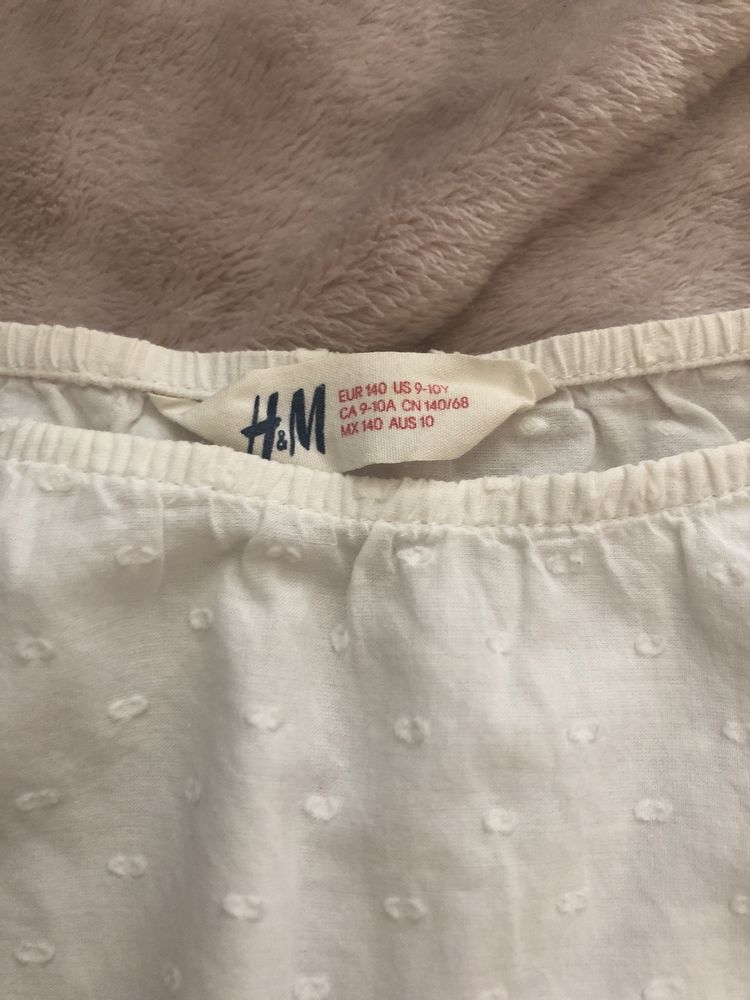 H&M
EUR 140 US 9-10Y
CA 9-10A CN 140/68
MX 140 AUS 10